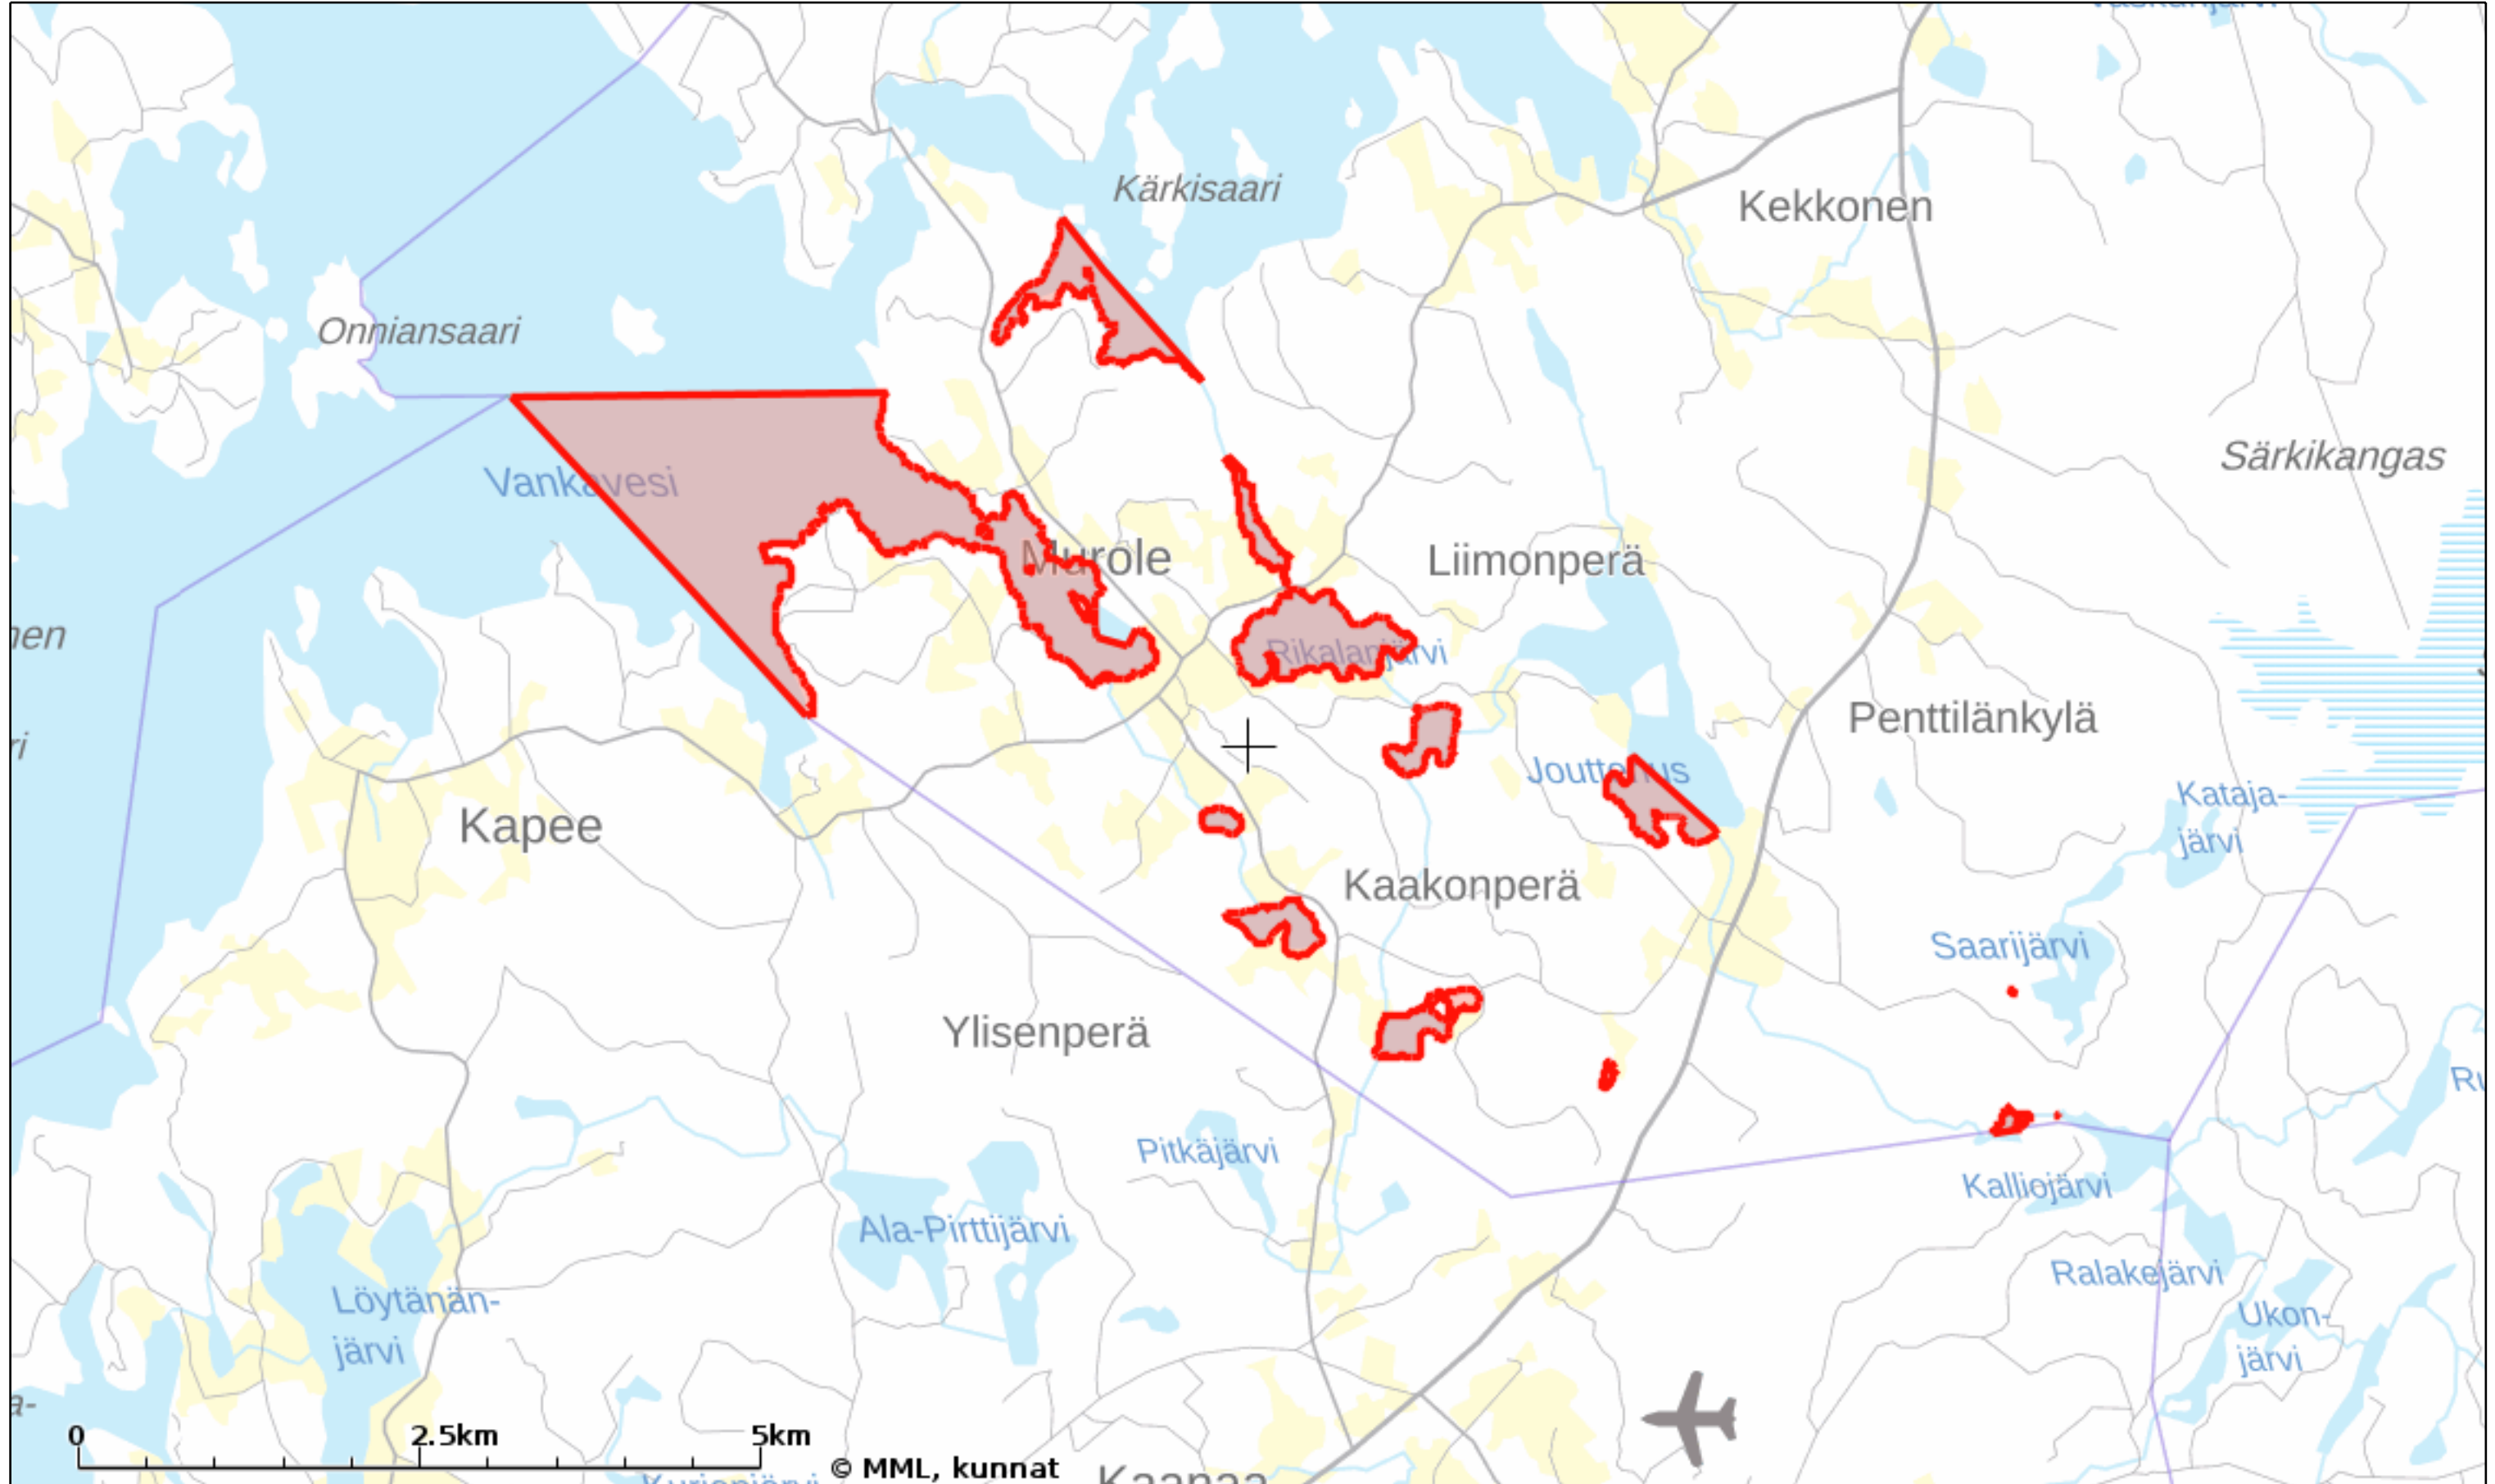 Kärkisaari
Kekkonen
Onniansaari
Särkikangas
Vankavesi
Murole
Liimonperä
Rikalanjärvi
Penttilänkylä
Jouttenus
Kataja-
järvi
Kapee
Kaakonperä
Saarijärvi
Ylisenperä
Pitkäjärvi
Kalliojärvi
Ala-Pirttijärvi
Ralakejärvi
Löytänän-
järvi
Ukon-
järvi
0 2.5km 5km
© MML, kunnat